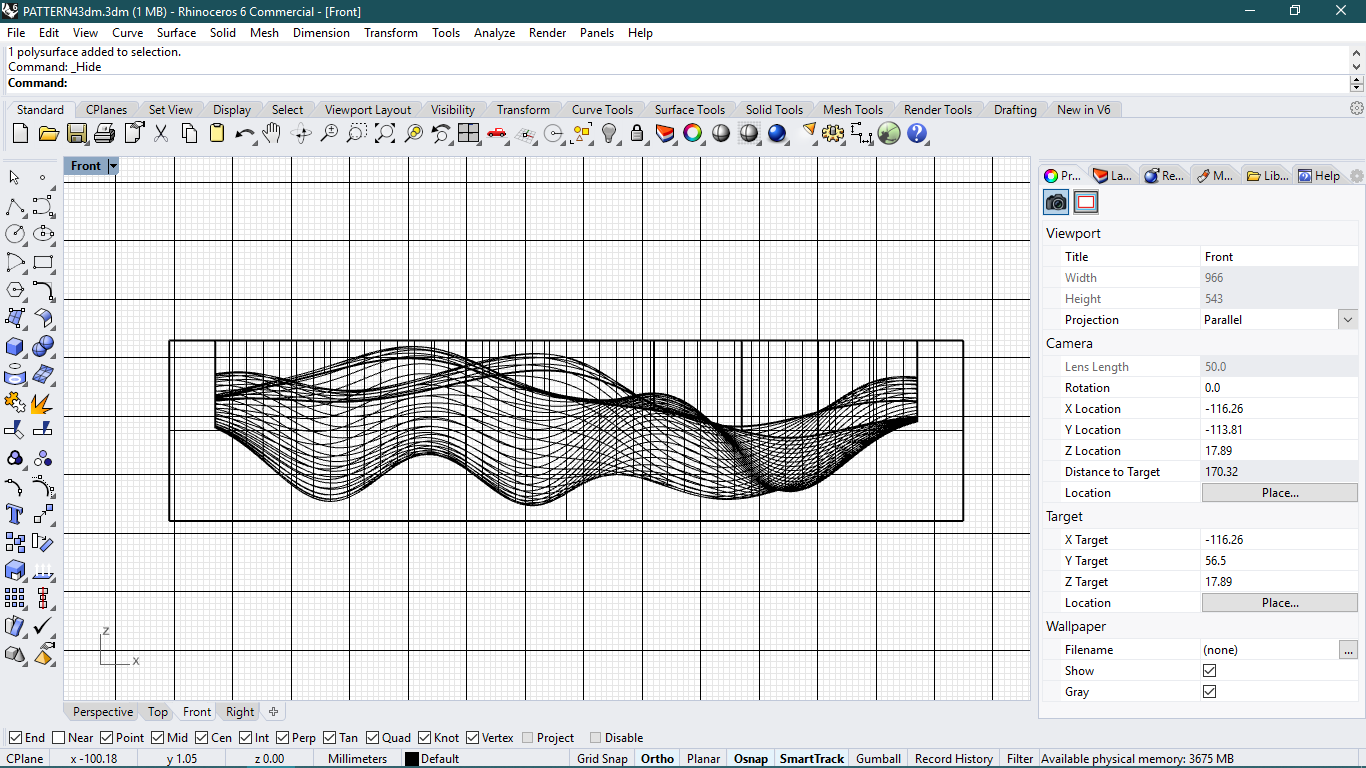 PATTERN43dm.3dm (1 MB) - Rhinoceros 6 Commercial - [Front]
File Edit View Curve Surface Solid Mesh Dimension Transform Tools Analyze Render Panels Help
1 polysurface added to selection.
Command: _Hide
Command:
Standard CPlanes Set View Display Select Viewport Layout Visibility Transform Curve Tools Surface Tools Solid Tools Mesh Tools Render Tools Drafting New in V6
Front
Pr... La... Re... M... Lib... Help
Viewport
Title Front
Width 966
Height 543
Projection Parallel
Camera
Lens Length 50.0
Rotation 0.0
X Location -116.26
Y Location -113.81
Z Location 17.89
Distance to Target 170.32
Location Place...
Target
X Target -116.26
Y Target 56.5
Z Target 17.89
Location Place...
Wallpaper
Filename (none) ...
Show
Gray
z
x
Perspective Top Front Right
End Near Point Mid Cen Int Perp Tan Quad Knot Vertex Project Disable
CPlane x -100.18 y 1.05 z 0.00 Millimeters Default Grid Snap Ortho Planar Osnap SmartTrack Gumball Record History Filter Available physical memory: 3675 MB